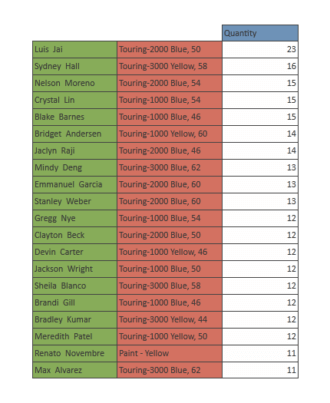 Quantity
Luis Jai Touring-2000 Blue, 50 23
Sydney Hall Touring-3000 Yellow, 58 16
Nelson Moreno Touring-2000 Blue, 54 15
Crystal Lin Touring-1000 Blue, 54 15
Blake Barnes Touring-1000 Blue, 46 15
Bridget Andersen Touring-1000 Yellow, 60 14
Jaclyn Raji Touring-2000 Blue, 46 14
Mindy Deng Touring-3000 Blue, 62 13
Emmanuel Garcia Touring-2000 Blue, 60 13
Stanley Weber Touring-2000 Blue, 60 13
Gregg Nye Touring-1000 Blue, 54 12
Clayton Beck Touring-2000 Blue, 50 12
Devin Carter Touring-1000 Yellow, 46 12
Jackson Wright Touring-1000 Blue, 50 12
Sheila Blanco Touring-3000 Blue, 58 12
Brandi Gill Touring-1000 Blue, 46 12
Bradley Kumar Touring-3000 Yellow, 44 12
Meredith Patel Touring-1000 Yellow, 50 12
Renato Novembre Paint - Yellow 11
Max Alvarez Touring-3000 Blue, 62 11